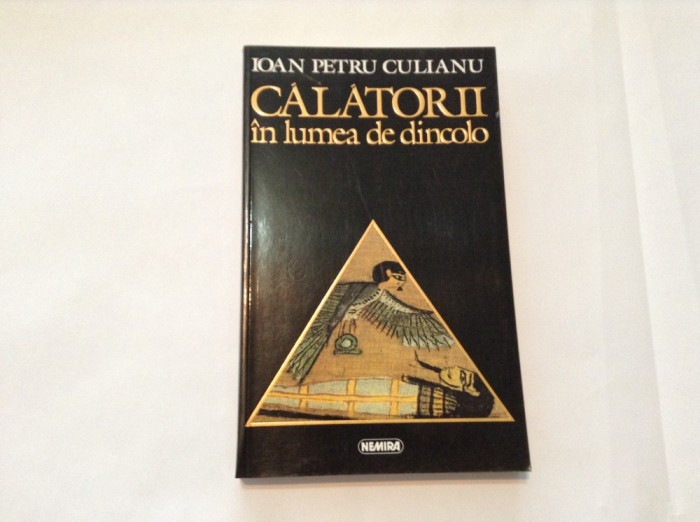 IOAN PETRU CULIANU
CĂLĂTORII
în lumea de dincolo
NEMIRA